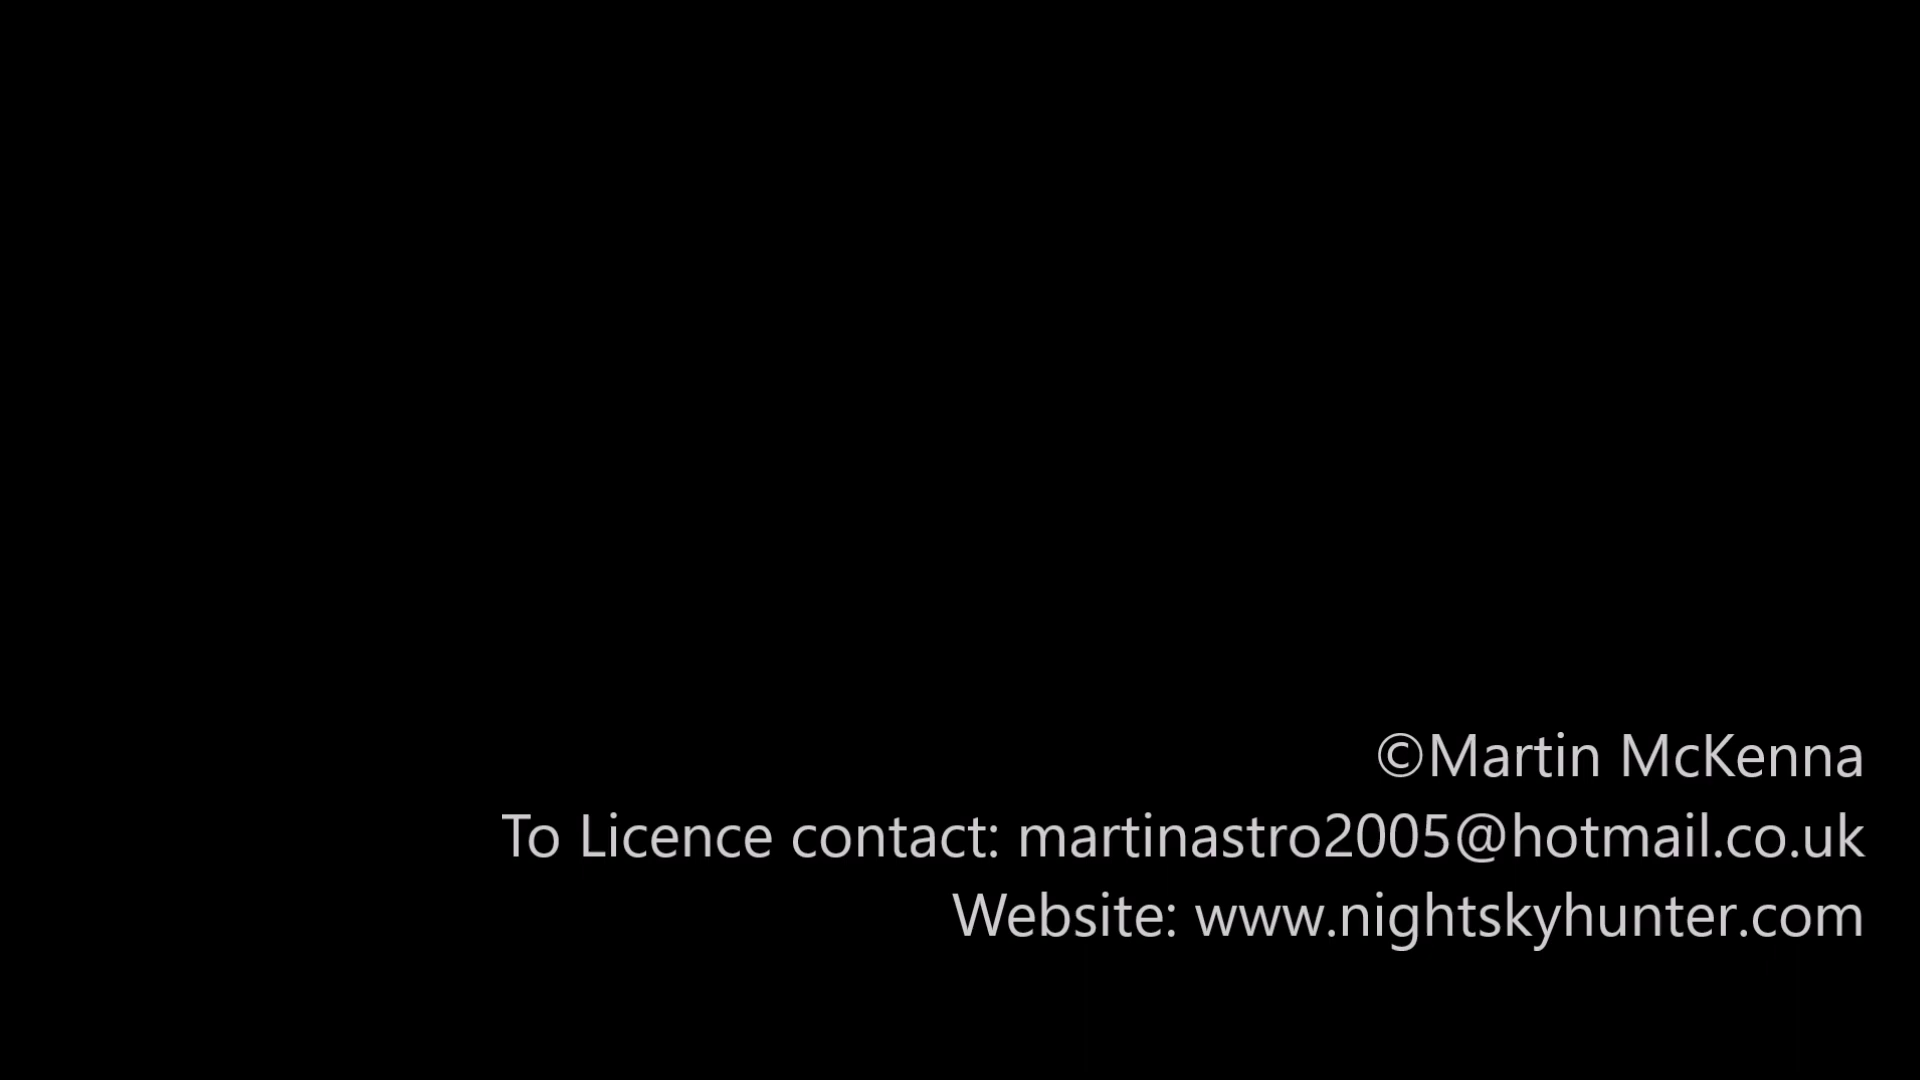 ©Martin McKenna
To Licence contact: martinastro2005@hotmail.co.uk
Website: www.nightskyhunter.com